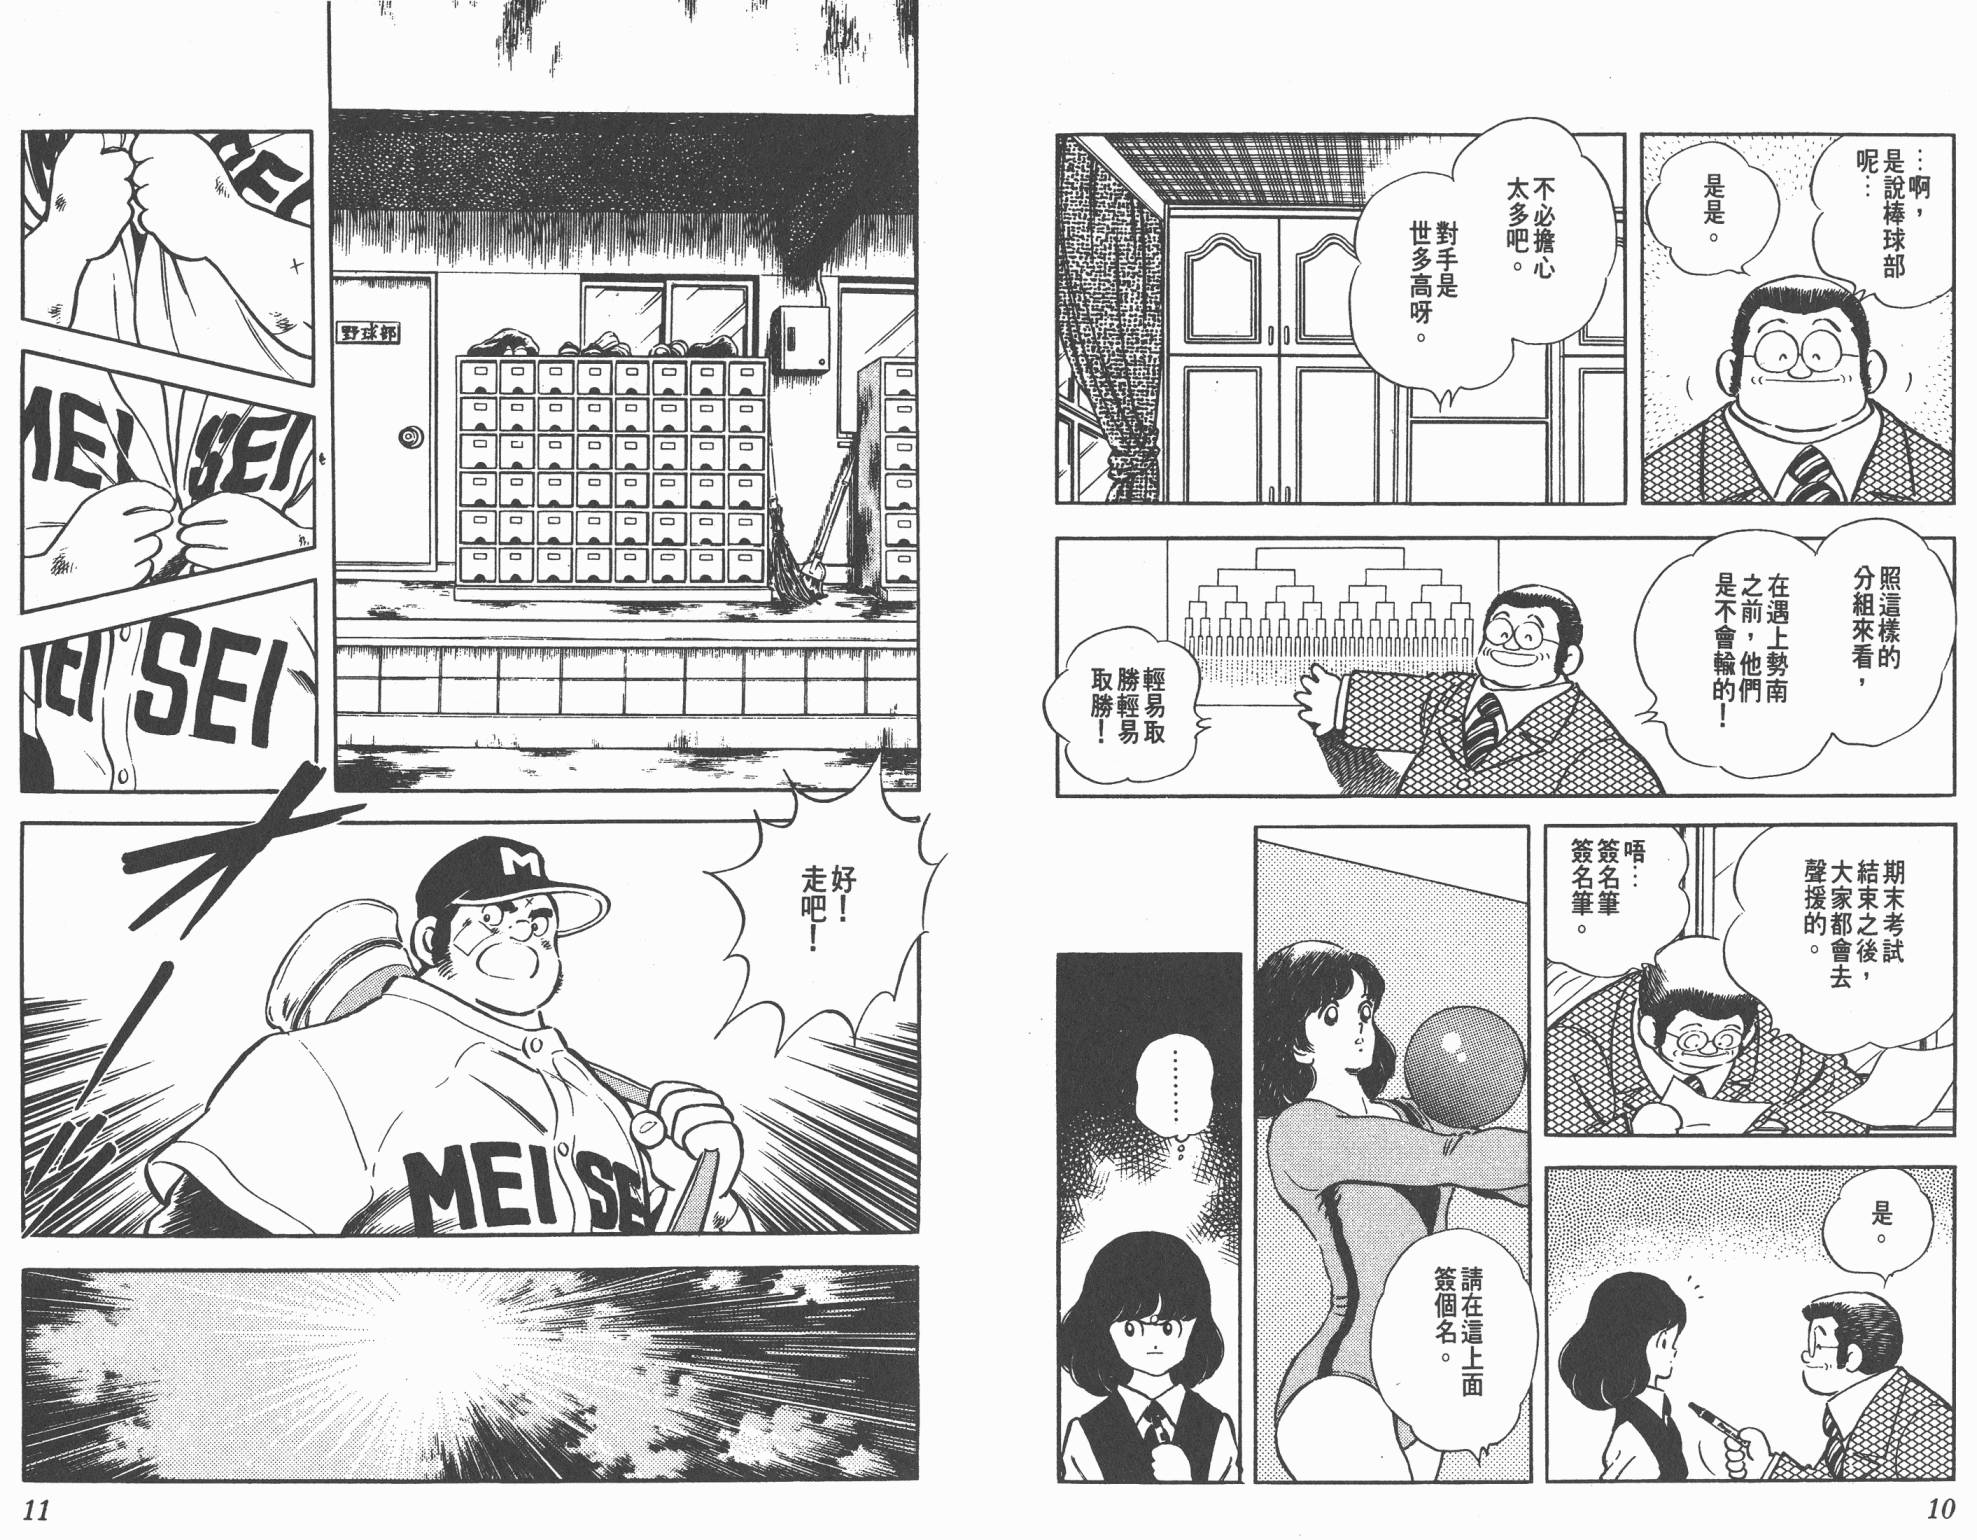 …啊，
是說棒球部
呢…
是是。
不必擔心
太多吧。
對手是
世多高呀。
照這樣的
分組來看，
在遇上勢南
之前，他們
是不會輸的！
輕易取
勝輕易
取勝！
期末考試
結束之後，
大家都會去
聲援的。
唔…
簽名筆
簽名筆。
是。
請在這上面
簽個名。
………
10
野球部
MEI
MEI SEI
MEI SEI
好！
走吧！
M
MEI SEI
11